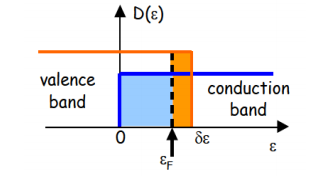 D(ε)
valence
band
conduction
band
0
δε
ε
εF